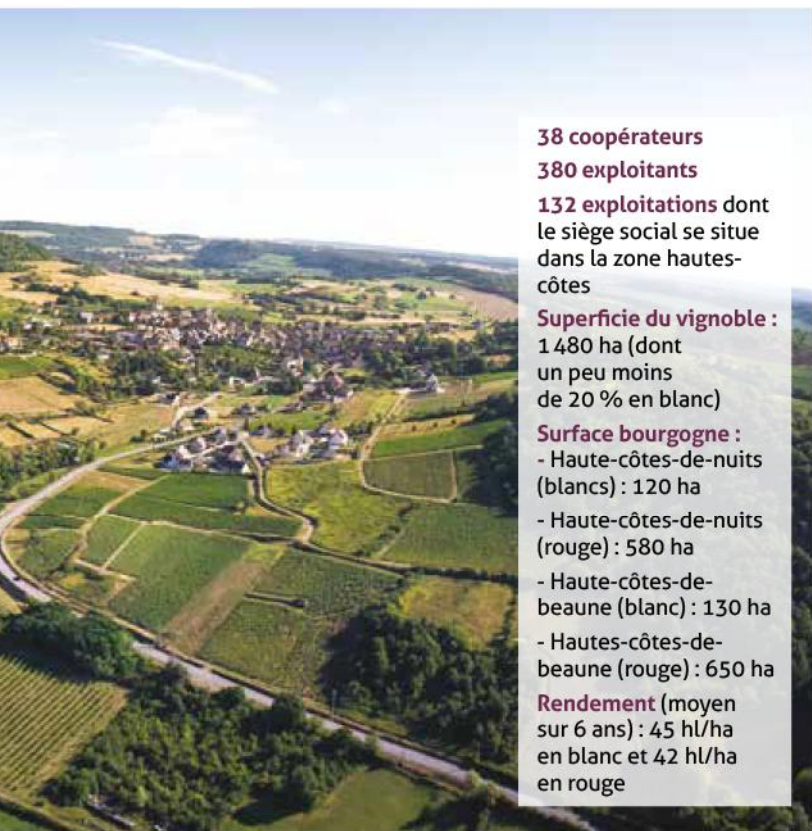 38 coopérateurs
380 exploitants
132 exploitations dont
le siège social se situe
dans la zone hautes-
côtes
Superficie du vignoble :
1 480 ha (dont
un peu moins
de 20 % en blanc)
Surface bourgogne :
- Haute-côtes-de-nuits
(blancs) : 120 ha
- Haute-côtes-de-nuits
(rouge) : 580 ha
- Haute-côtes-de-
beaune (blanc) : 130 ha
- Hautes-côtes-de-
beaune (rouge) : 650 ha
Rendement (moyen
sur 6 ans) : 45 hl/ha
en blanc et 42 hl/ha
en rouge